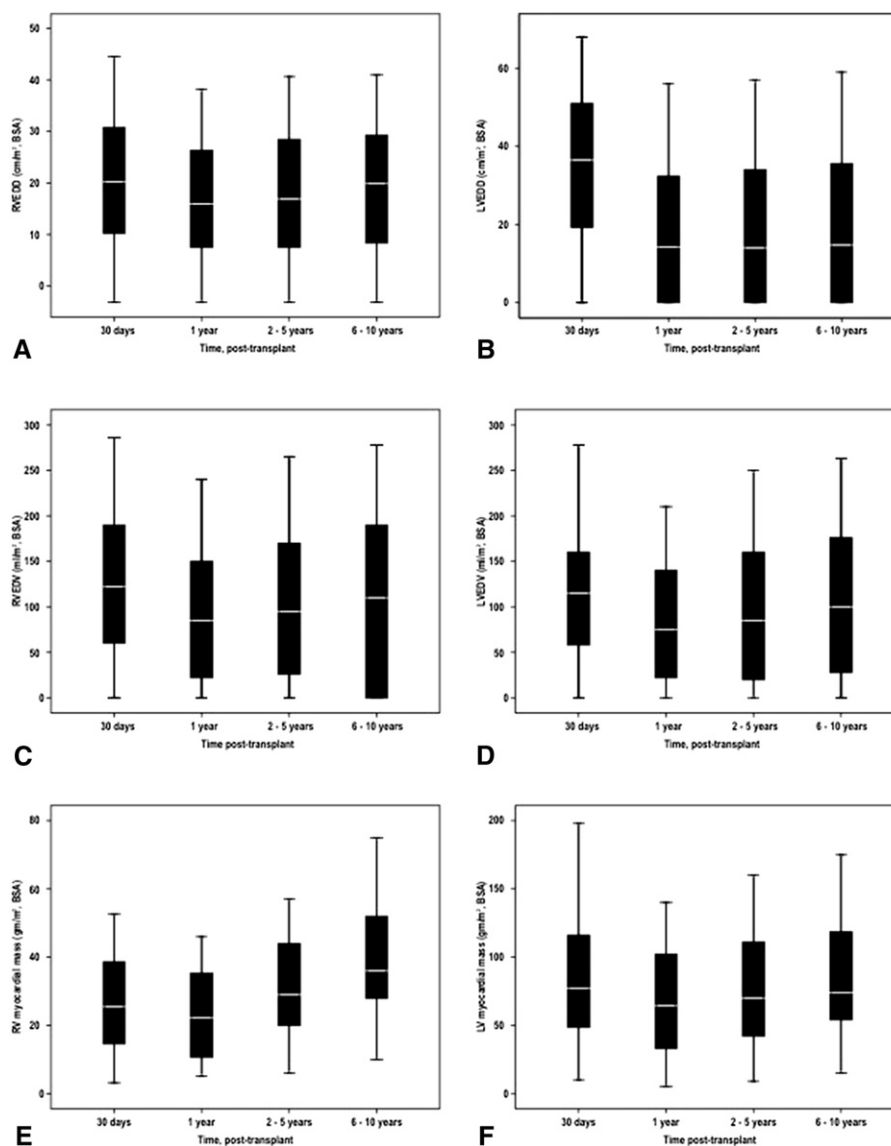 50
40
30
20
10
0
RVEDD (cm/m², BSA)
30 days 1 year 2 - 5 years 6 - 10 years
Time, post-transplant
A
60
40
20
0
LVEDD (cm/m², BSA)
30 days 1 year 2 - 5 years 6 - 10 years
Time, post-transplant
B
300
250
200
150
100
50
0
RVEDV (ml/m², BSA)
30 days 1 year 2 - 5 years 6 - 10 years
Time post-transplant
C
300
250
200
150
100
50
0
LVEDV (ml/m², BSA)
30 days 1 year 2 - 5 years 6 - 10 years
Time post-transplant
D
80
60
40
20
0
RV myocardial mass (gm/m², BSA)
30 days 1 year 2 - 5 years 6 - 10 years
Time, post-transplant
E
200
150
100
50
0
LV myocardial mass (gm/m², BSA)
30 days 1 year 2 - 5 years 6 - 10 years
Time, post-transplant
F